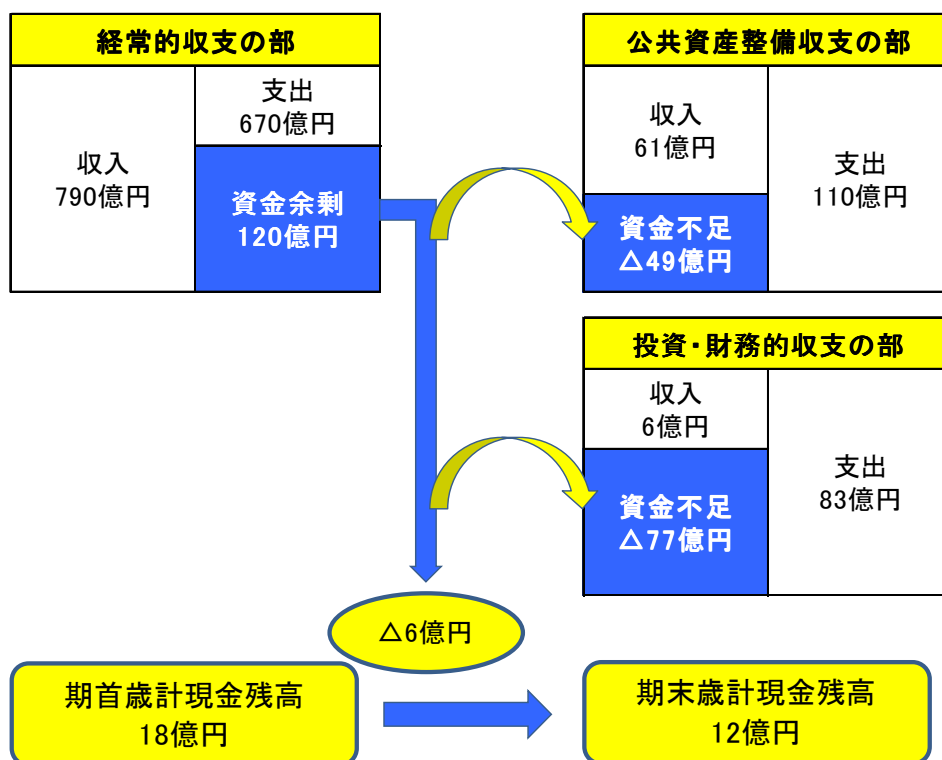 経常的収支の部
収入
790億円
支出
670億円
資金余剰
120億円
公共資産整備収支の部
収入
61億円
資金不足
△49億円
支出
110億円
投資・財務的収支の部
収入
6億円
資金不足
△77億円
支出
83億円
△6億円
期首歳計現金残高
18億円
期末歳計現金残高
12億円